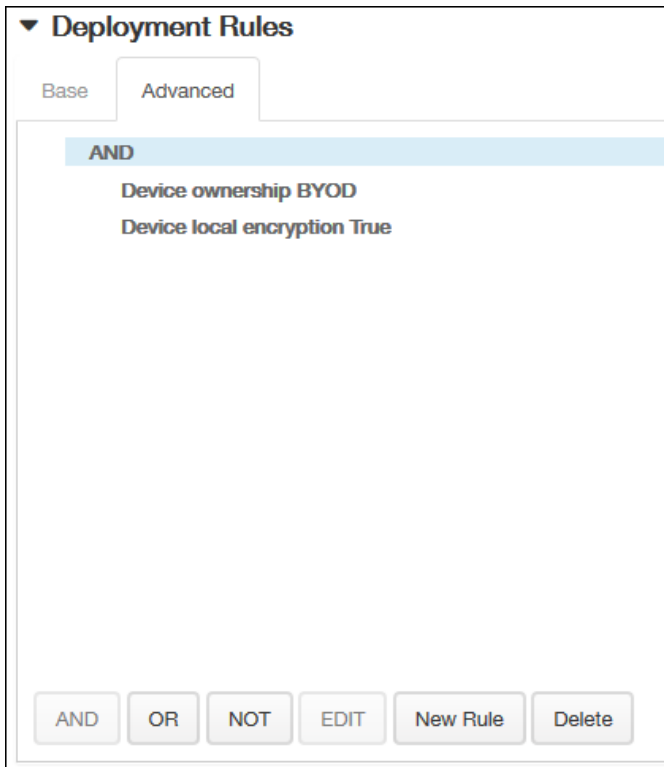 Deployment Rules
Base Advanced
AND
Device ownership BYOD
Device local encryption True
AND OR NOT EDIT New Rule Delete